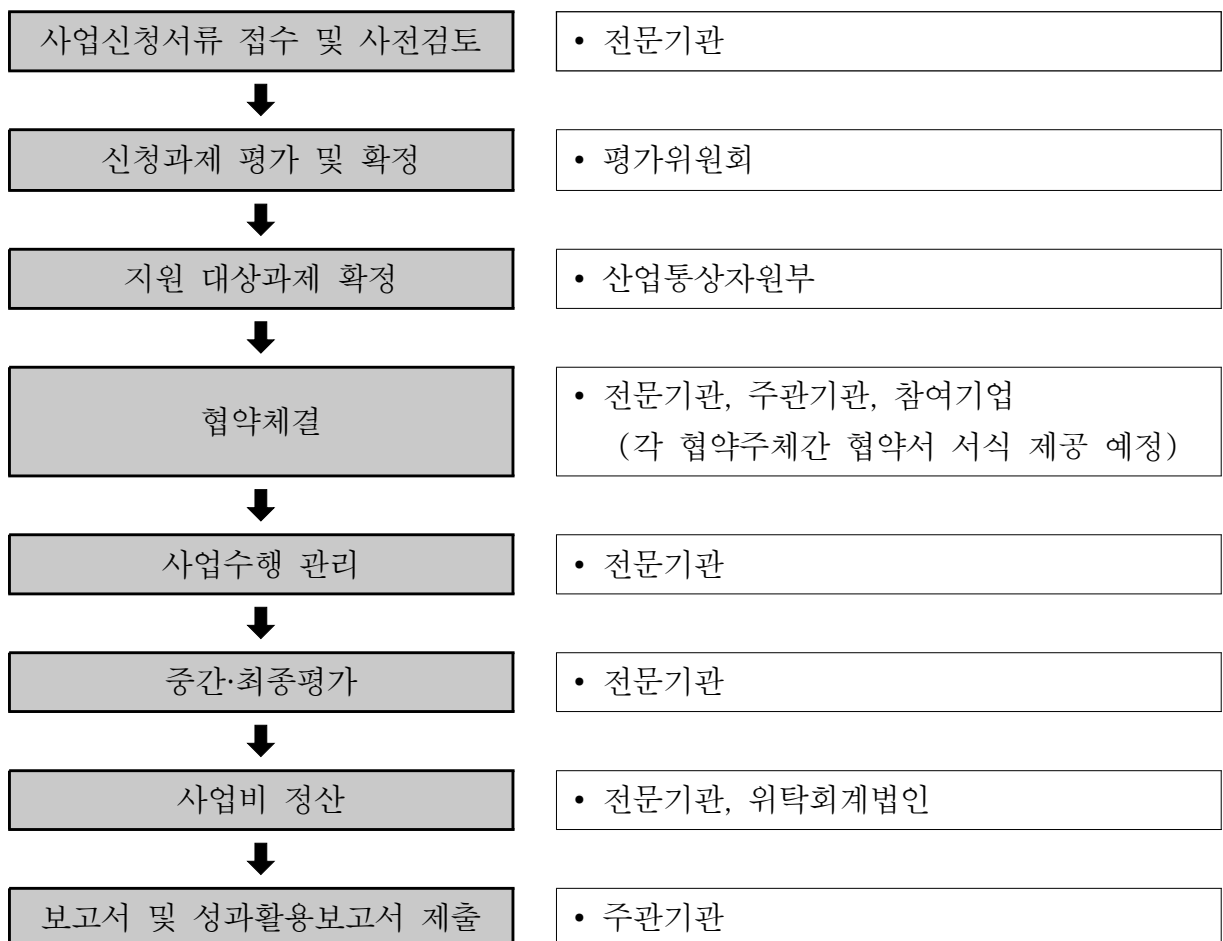 사업신청서류 접수 및 사전검토
• 전문기관
신청과제 평가 및 확정
• 평가위원회
지원 대상과제 확정
• 산업통상자원부
협약체결
• 전문기관, 주관기관, 참여기업
(각 협약주체간 협약서 서식 제공 예정)
사업수행 관리
• 전문기관
중간·최종평가
• 전문기관
사업비 정산
• 전문기관, 위탁회계법인
보고서 및 성과활용보고서 제출
• 주관기관